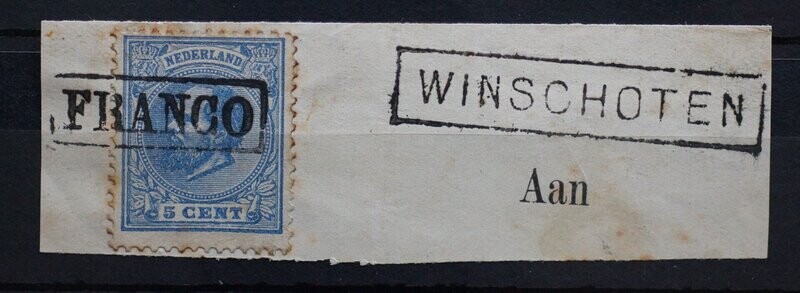 NEDERLAND
FRANCO
5 CENT
WINSCHOTEN
Aan